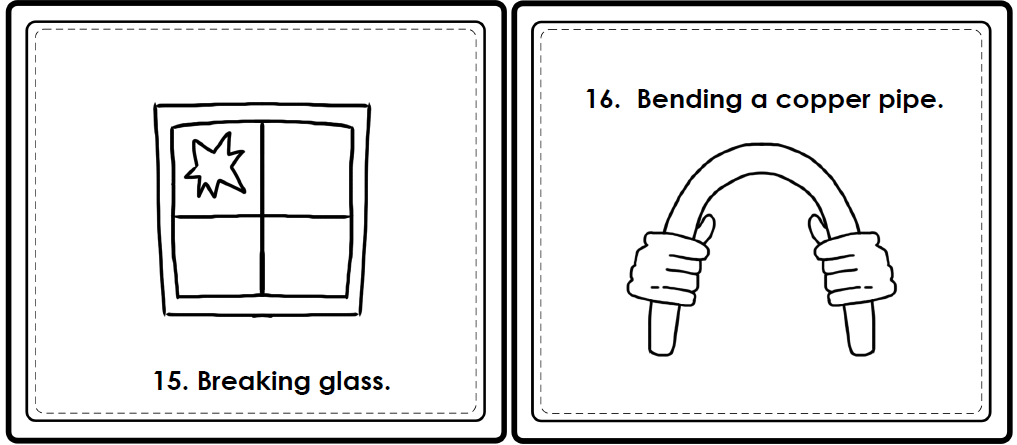 15. Breaking glass.
16. Bending a copper pipe.